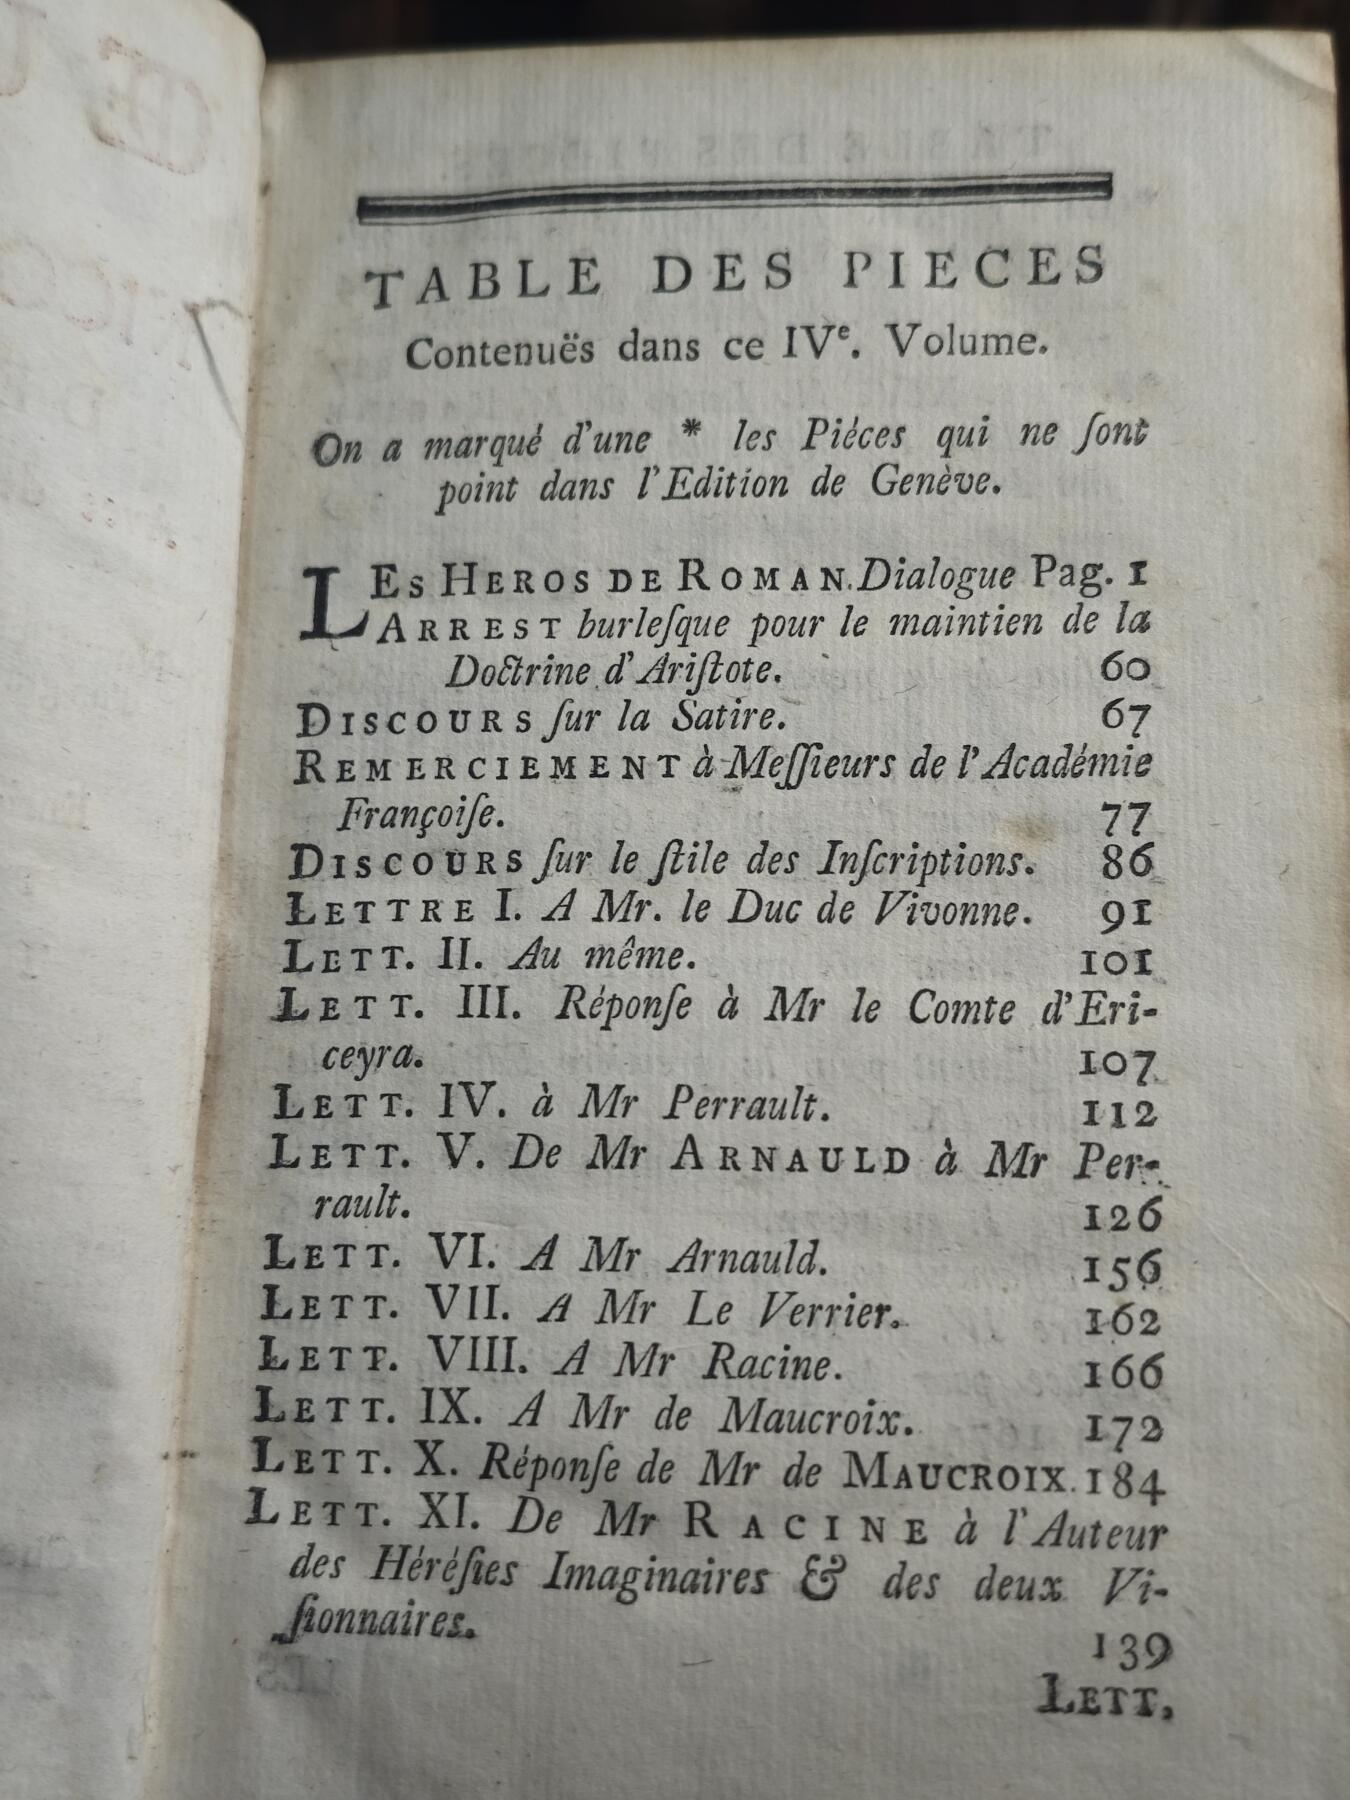 TABLE DES PIECES
Contenuës dans ce IVᵉ. Volume.
On a marqué d'une * les Piéces qui ne ſont
point dans l'Edition de Genève.
LEs HEROS DE ROMAN. Dialogue Pag. 1
ARREST burleſque pour le maintien de la
Doctrine d'Ariſtote. 60
DISCOURS ſur la Satire. 67
REMERCIEMENT à Meſſieurs de l'Académie
Françoiſe. 77
DISCOURS ſur le ſtile des Inſcriptions. 86
LETTRE I. A Mr. le Duc de Vivonne. 91
LETT. II. Au même. 101
LETT. III. Réponſe à Mr le Comte d'Eri-
ceyra. 107
LETT. IV. à Mr Perrault. 112
LETT. V. De Mr ARNAULD à Mr Per-
rault. 126
LETT. VI. A Mr Arnauld. 156
LETT. VII. A Mr Le Verrier. 162
LETT. VIII. A Mr Racine. 166
LETT. IX. A Mr de Maucroix. 172
LETT. X. Réponſe de Mr de MAUCROIX. 184
LETT. XI. De Mr RACINE à l'Auteur
des Héréſies Imaginaires & des deux Vi-
ſionnaires. 139
LETT,